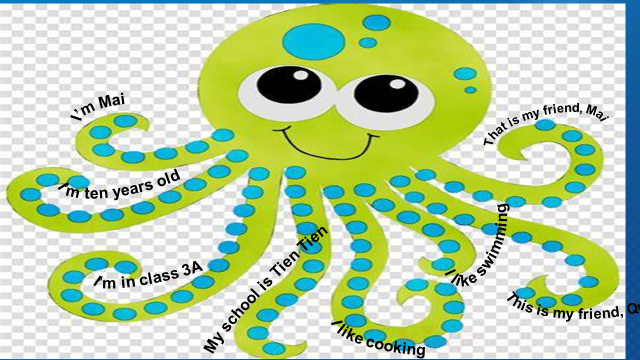 I'm Mai
I'm ten years old
I'm in class 3A
My school is Tien Tien
I like cooking
I like swimming
This is my friend,
That is my friend, Mai